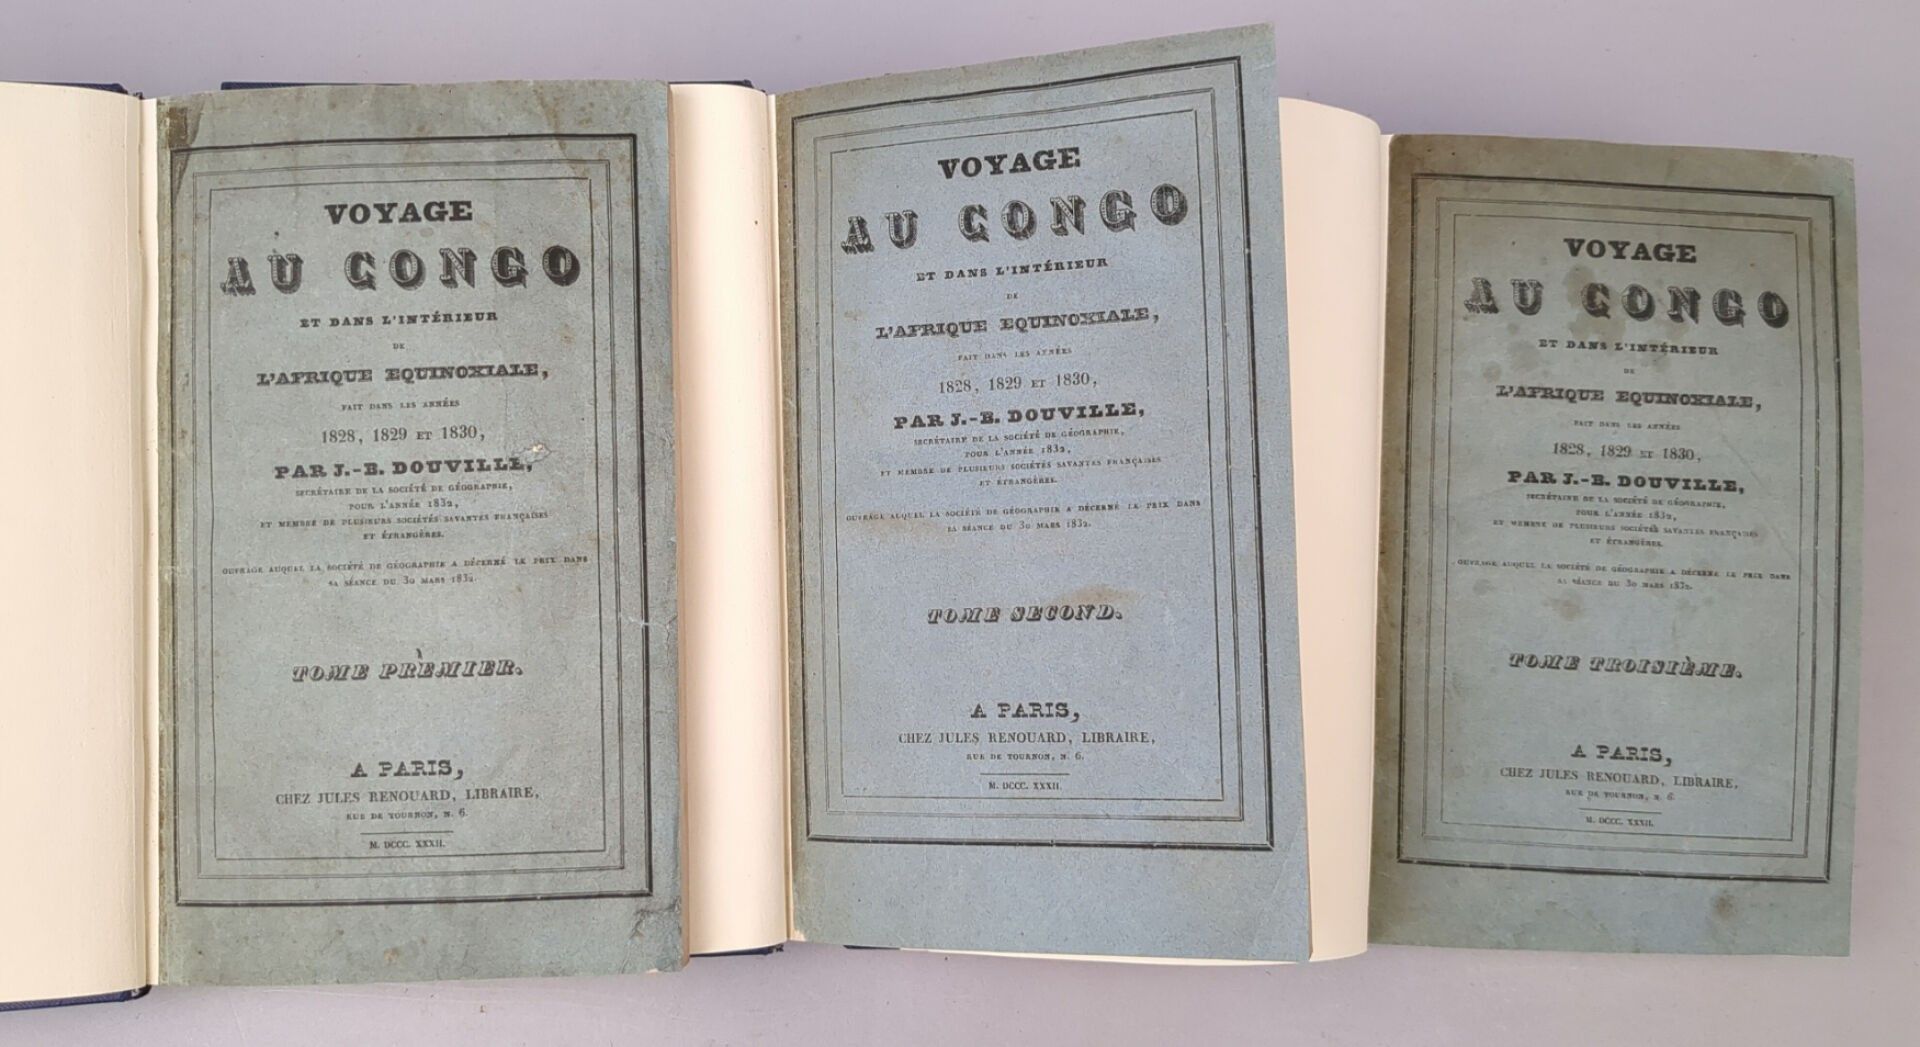 VOYAGE
AU CONGO
ET DANS L'INTÉRIEUR
DE
L'AFRIQUE EQUINOXIALE,
FAIT DANS LES ANNÉES
1828, 1829 ET 1830,
PAR J.-B. DOUVILLE,
SECRÉTAIRE DE LA SOCIÉTÉ DE GÉOGRAPHIE,
POUR L'ANNÉE 1832,
ET MEMBRE DE PLUSIEURS SOCIÉTÉS SAVANTES FRANÇAISES
ET ÉTRANGÈRES.
OUVRAGE AUQUEL LA SOCIÉTÉ DE GÉOGRAPHIE A DÉCERNÉ LE PRIX DANS
SA SÉANCE DU 30 MARS 1832.
TOME PRÈMIER.
A PARIS,
CHEZ JULES RENOUARD, LIBRAIRE,
RUE DE TOURNON, N. 6.
M. DCCC. XXXII.
VOYAGE
AU CONGO
ET DANS L'INTÉRIEUR
DE
L'AFRIQUE EQUINOXIALE,
FAIT DANS LES ANNÉES
1828, 1829 ET 1830,
PAR J.-B. DOUVILLE,
SECRÉTAIRE DE LA SOCIÉTÉ DE GÉOGRAPHIE,
POUR L'ANNÉE 1832,
ET MEMBRE DE PLUSIEURS SOCIÉTÉS SAVANTES FRANÇAISES
ET ÉTRANGÈRES.
OUVRAGE AUQUEL LA SOCIÉTÉ DE GÉOGRAPHIE A DÉCERNÉ LE PRIX DANS
SA SÉANCE DU 30 MARS 1832.
TOME SECOND.
A PARIS,
CHEZ JULES RENOUARD, LIBRAIRE,
RUE DE TOURNON, N. 6.
M. DCCC. XXXII.
VOYAGE
AU CONGO
ET DANS L'INTÉRIEUR
DE
L'AFRIQUE EQUINOXIALE,
FAIT DANS LES ANNÉES
1828, 1829 ET 1830,
PAR J.-B. DOUVILLE,
SECRÉTAIRE DE LA SOCIÉTÉ DE GÉOGRAPHIE,
POUR L'ANNÉE 1832,
ET MEMBRE DE PLUSIEURS SOCIÉTÉS SAVANTES FRANÇAISES
ET ÉTRANGÈRES.
OUVRAGE AUQUEL LA SOCIÉTÉ DE GÉOGRAPHIE A DÉCERNÉ LE PRIX DANS
SA SÉANCE DU 30 MARS 1832.
TOME TROISIÈME.
A PARIS,
CHEZ JULES RENOUARD, LIBRAIRE,
RUE DE TOURNON, N. 6.
M. DCCC. XXXII.